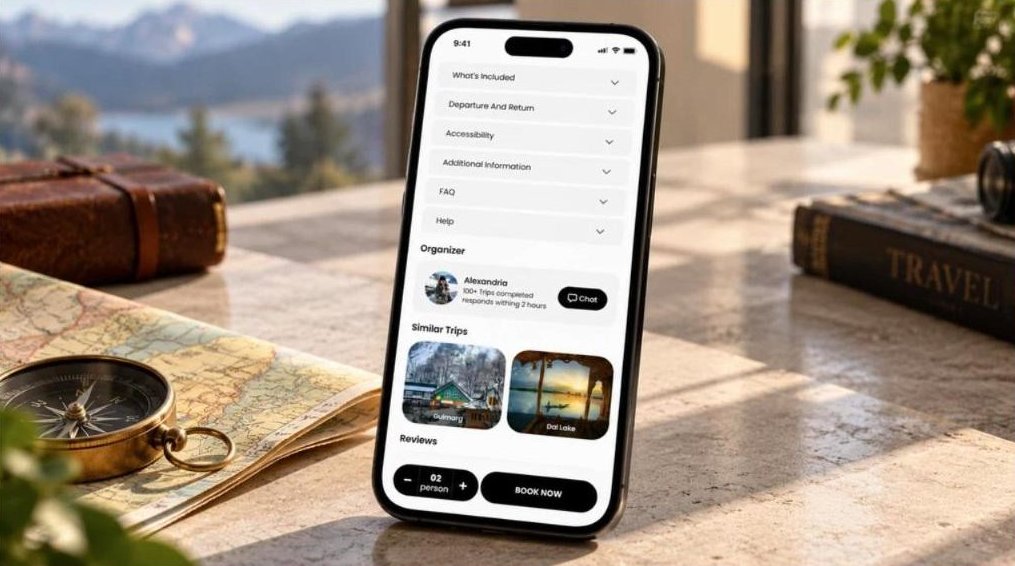 9:41
What's Included
Departure And Return
Accessibility
Additional Information
FAQ
Help
Organizer
Alexandria
100+ Trips completed
responds withing 2 hours
Chat
Similar Trips
Gulmarg
Dal Lake
Reviews
02
person
BOOK NOW
TRAVEL